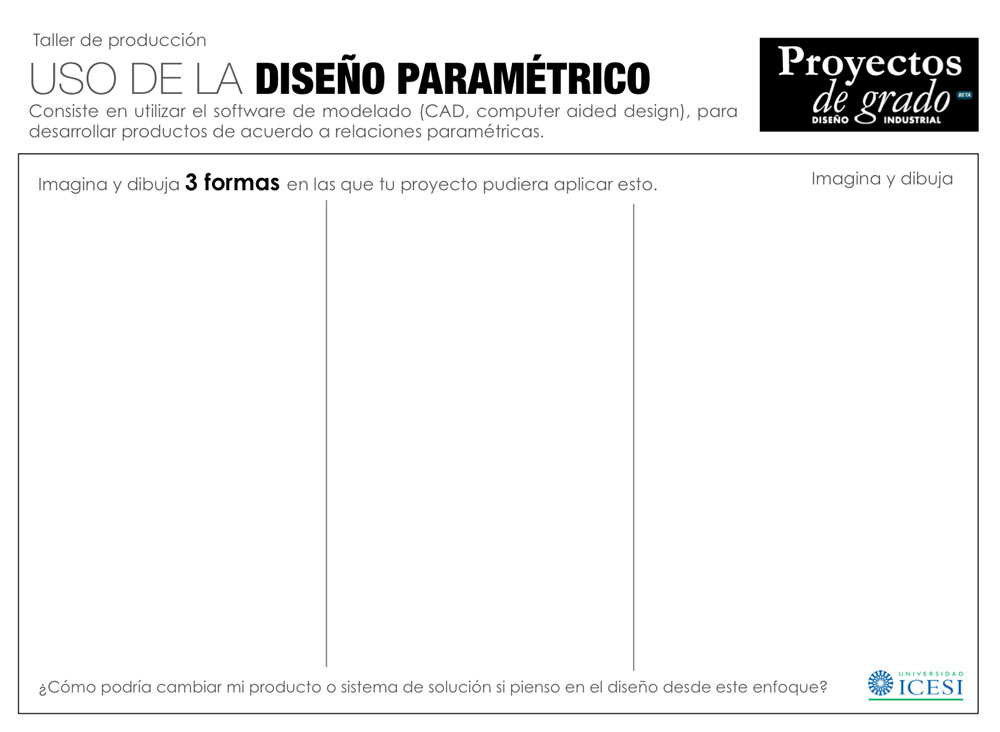 Taller de producción
USO DE LA DISEÑO PARAMÉTRICO
Consiste en utilizar el software de modelado (CAD, computer aided design), para
desarrollar productos de acuerdo a relaciones paramétricas.
Proyectos
de grado BETA
DISEÑO INDUSTRIAL
Imagina y dibuja 3 formas en las que tu proyecto pudiera aplicar esto.
Imagina y dibuja
¿Cómo podría cambiar mi producto o sistema de solución si pienso en el diseño desde este enfoque?
UNIVERSIDAD
ICESI